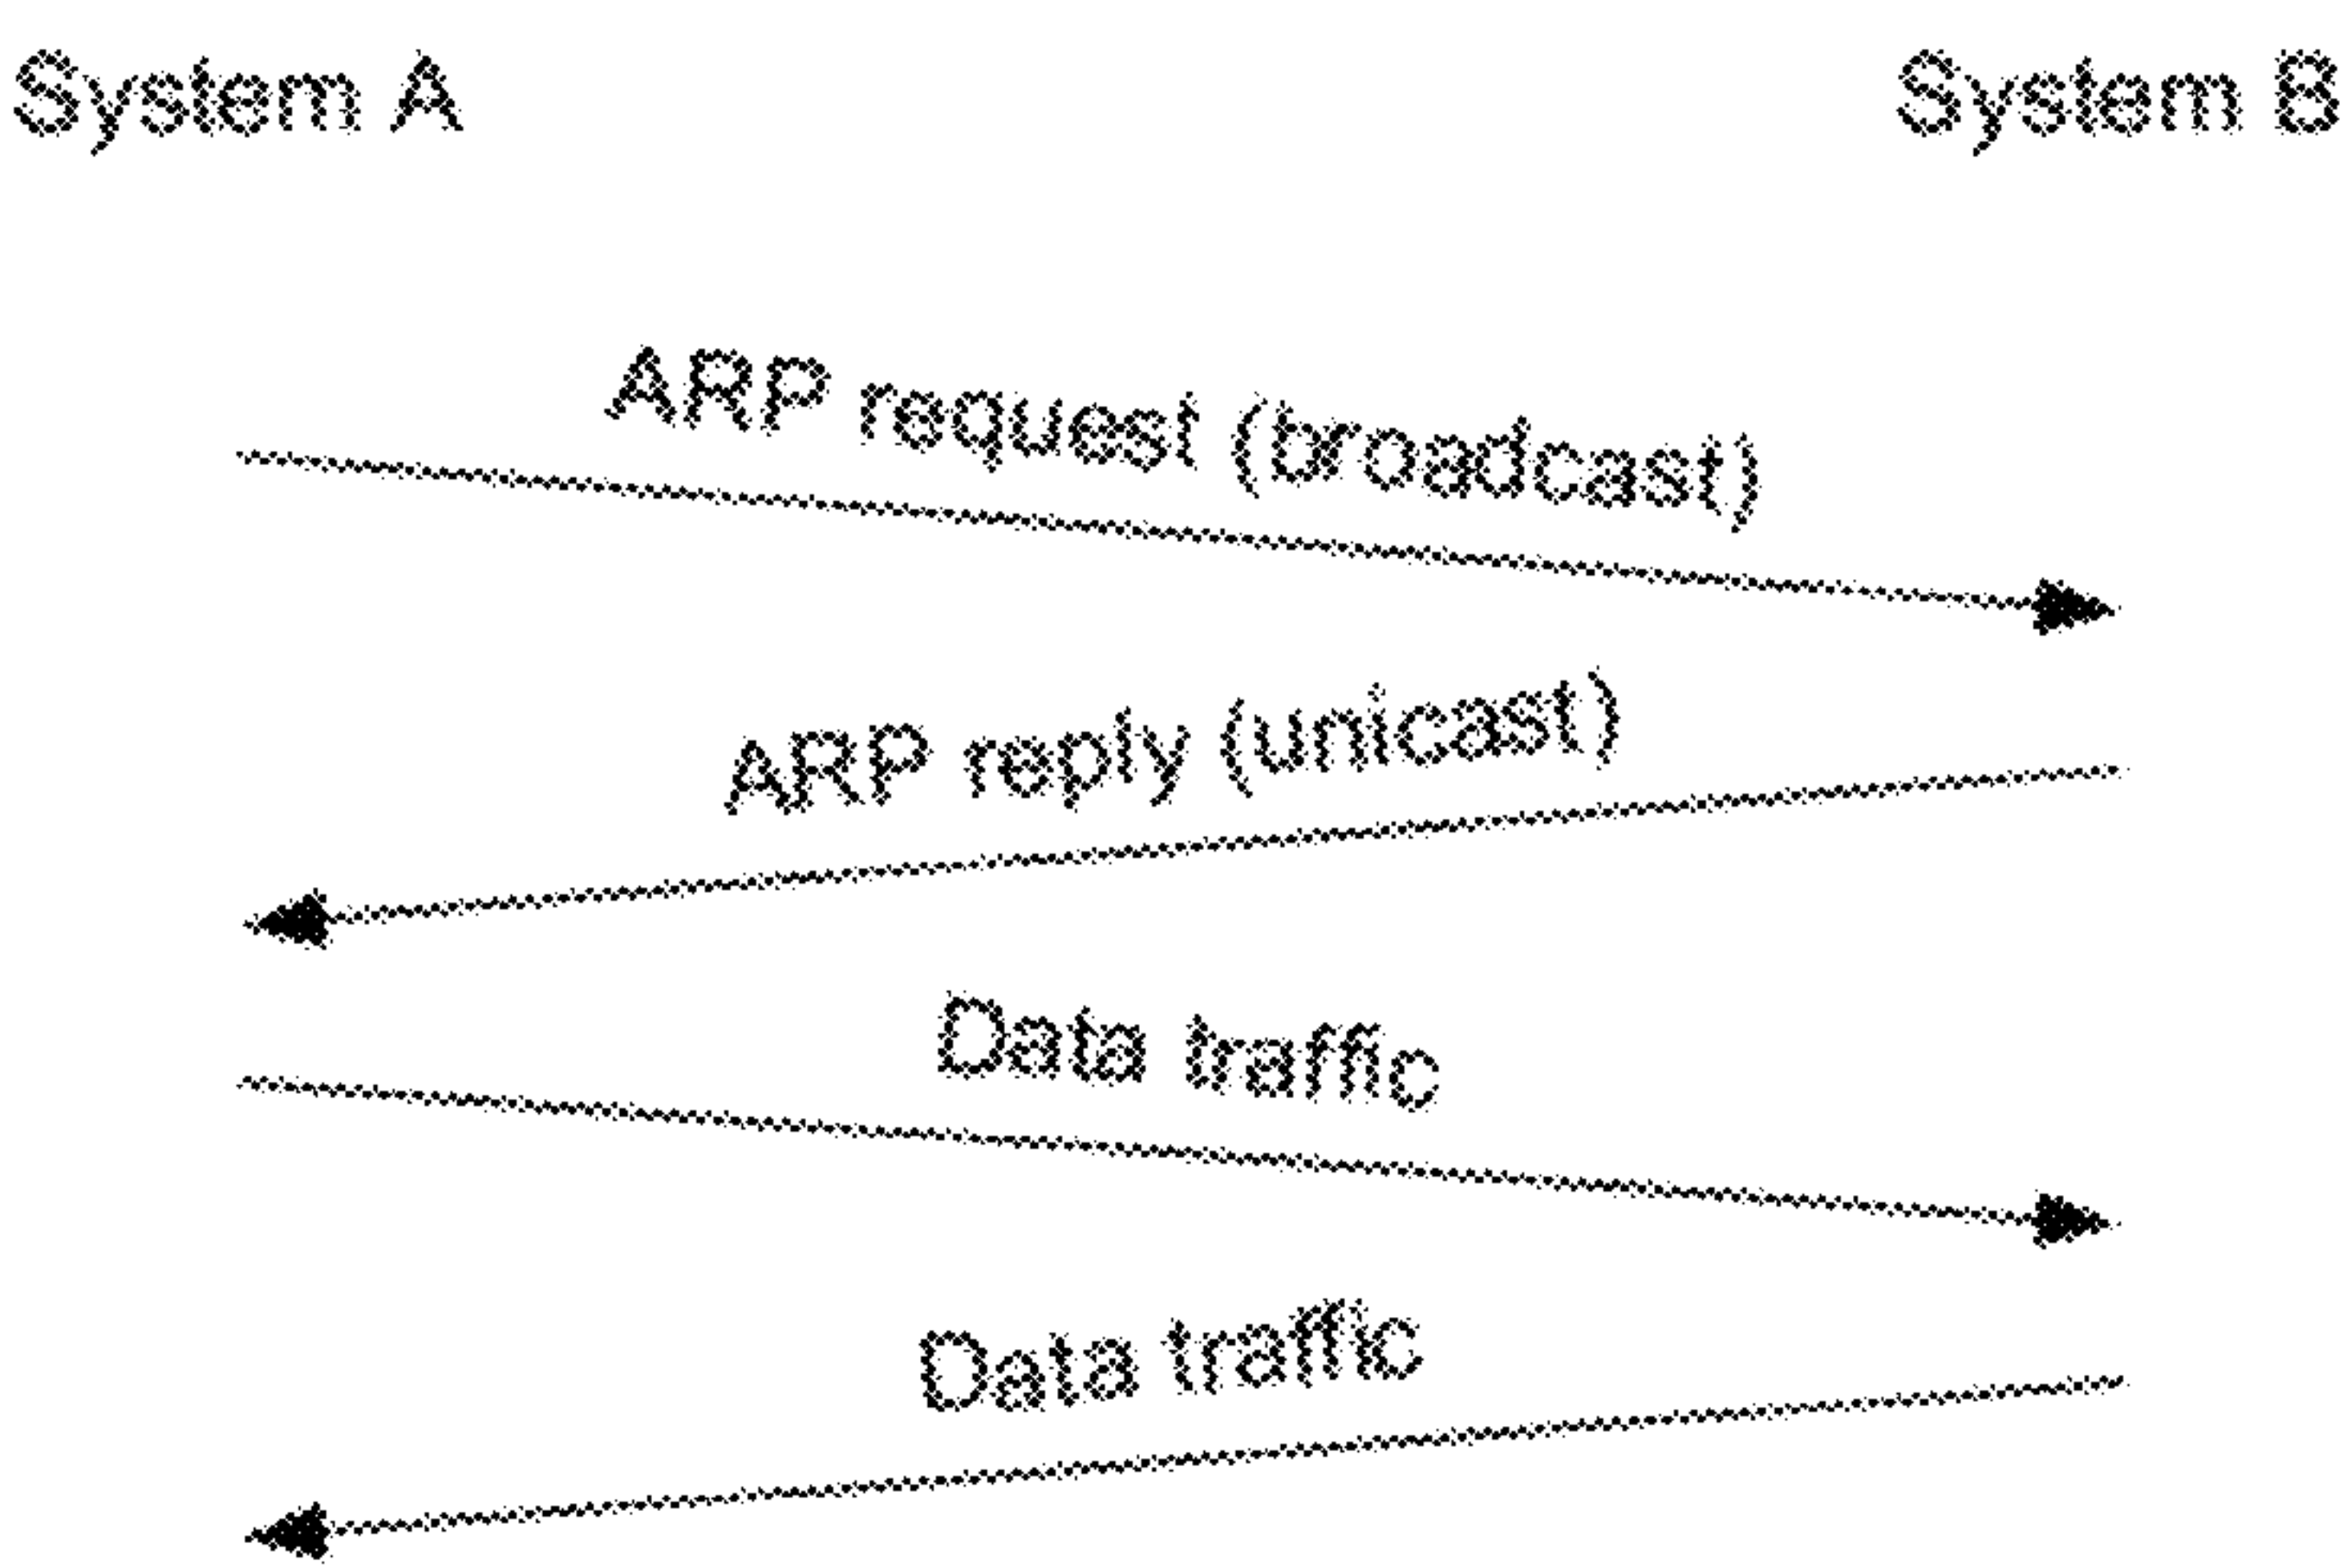 System A
System B
ARP request (broadcast)
ARP reply (unicast)
Data traffic
Data traffic